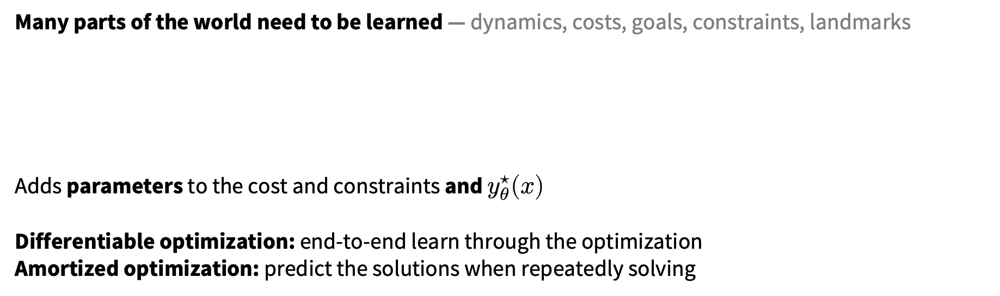 Many parts of the world need to be learned — dynamics, costs, goals, constraints, landmarks
Adds parameters to the cost and constraints and $y_\theta^\star(x)$
Differentiable optimization: end-to-end learn through the optimization
Amortized optimization: predict the solutions when repeatedly solving